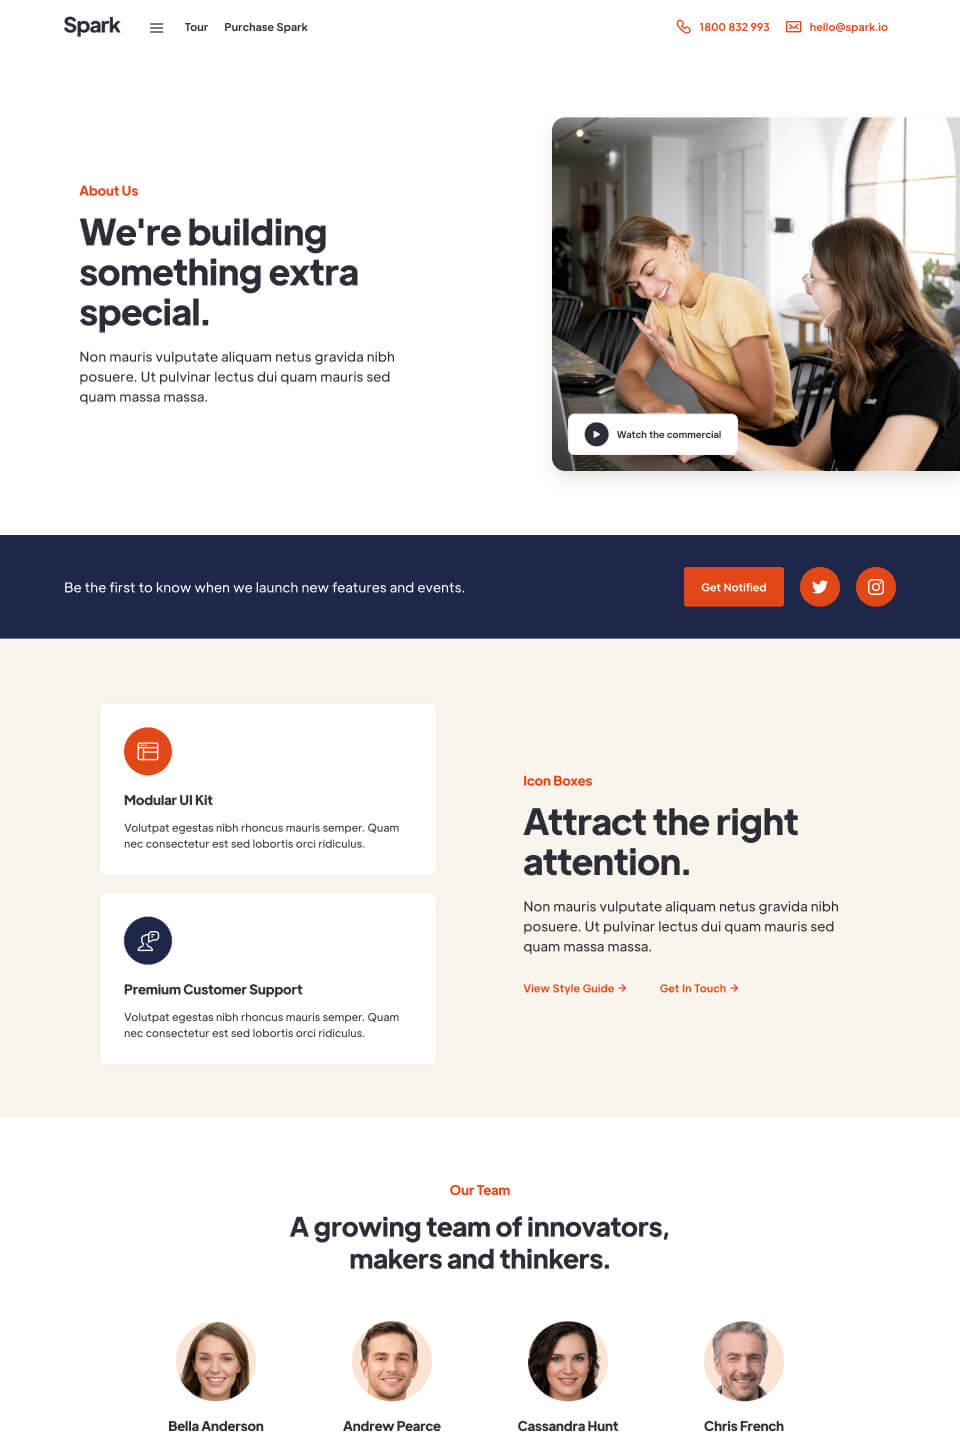 Spark
Tour
Purchase Spark
1800 832 993
hello@spark.io
About Us
We're building
something extra
special.
Non mauris vulputate aliquam netus gravida nibh
posuere. Ut pulvinar lectus dui quam mauris sed
quam massa massa.
Watch the commercial
Be the first to know when we launch new features and events.
Get Notified
Modular UI Kit
Volutpat egestas nibh rhoncus mauris semper. Quam
nec consectetur est sed lobortis orci ridiculus.
Premium Customer Support
Volutpat egestas nibh rhoncus mauris semper. Quam
nec consectetur est sed lobortis orci ridiculus.
Icon Boxes
Attract the right
attention.
Non mauris vulputate aliquam netus gravida nibh
posuere. Ut pulvinar lectus dui quam mauris sed
quam massa massa.
View Style Guide →
Get In Touch →
Our Team
A growing team of innovators,
makers and thinkers.
Bella Anderson
Andrew Pearce
Cassandra Hunt
Chris French